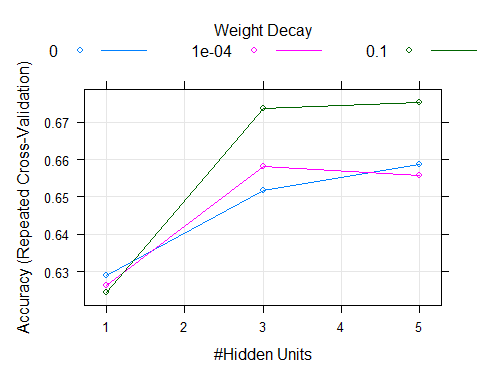 Weight Decay
0 1e-04 0.1
Accuracy (Repeated Cross-Validation)
0.67
0.66
0.65
0.64
0.63
1 2 3 4 5
#Hidden Units